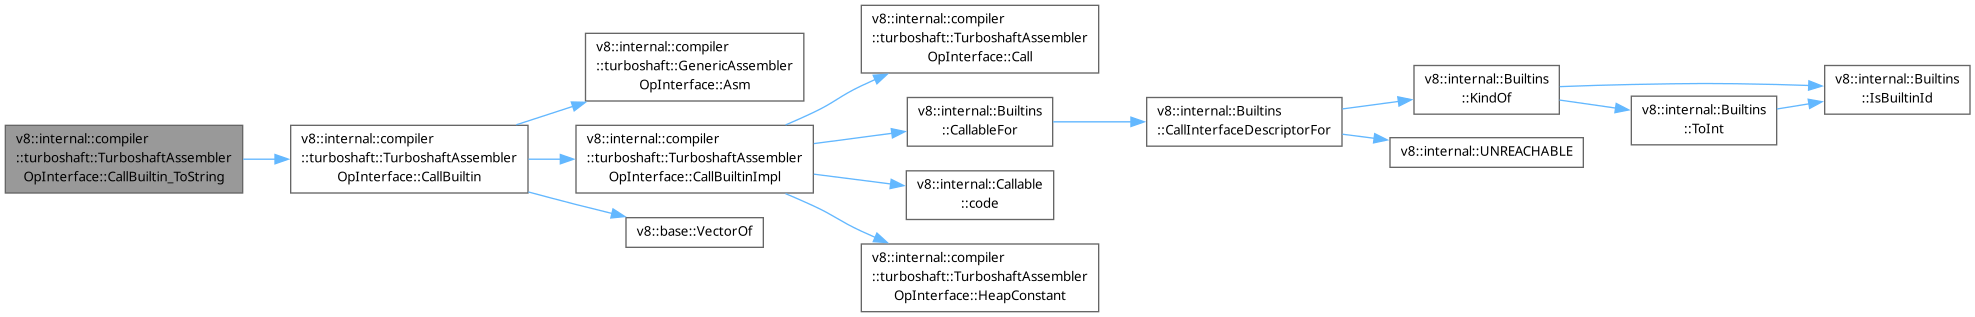 v8::internal::compiler
::turboshaft::TurboshaftAssembler
OpInterface::CallBuiltin_ToString
v8::internal::compiler
::turboshaft::TurboshaftAssembler
OpInterface::CallBuiltin
v8::internal::compiler
::turboshaft::GenericAssembler
OpInterface::Asm
v8::internal::compiler
::turboshaft::TurboshaftAssembler
OpInterface::CallBuiltinImpl
v8::base::VectorOf
v8::internal::compiler
::turboshaft::TurboshaftAssembler
OpInterface::Call
v8::internal::Builtins
::CallableFor
v8::internal::Callable
::code
v8::internal::compiler
::turboshaft::TurboshaftAssembler
OpInterface::HeapConstant
v8::internal::Builtins
::CallInterfaceDescriptorFor
v8::internal::Builtins
::KindOf
v8::internal::UNREACHABLE
v8::internal::Builtins
::ToInt
v8::internal::Builtins
::IsBuiltinId